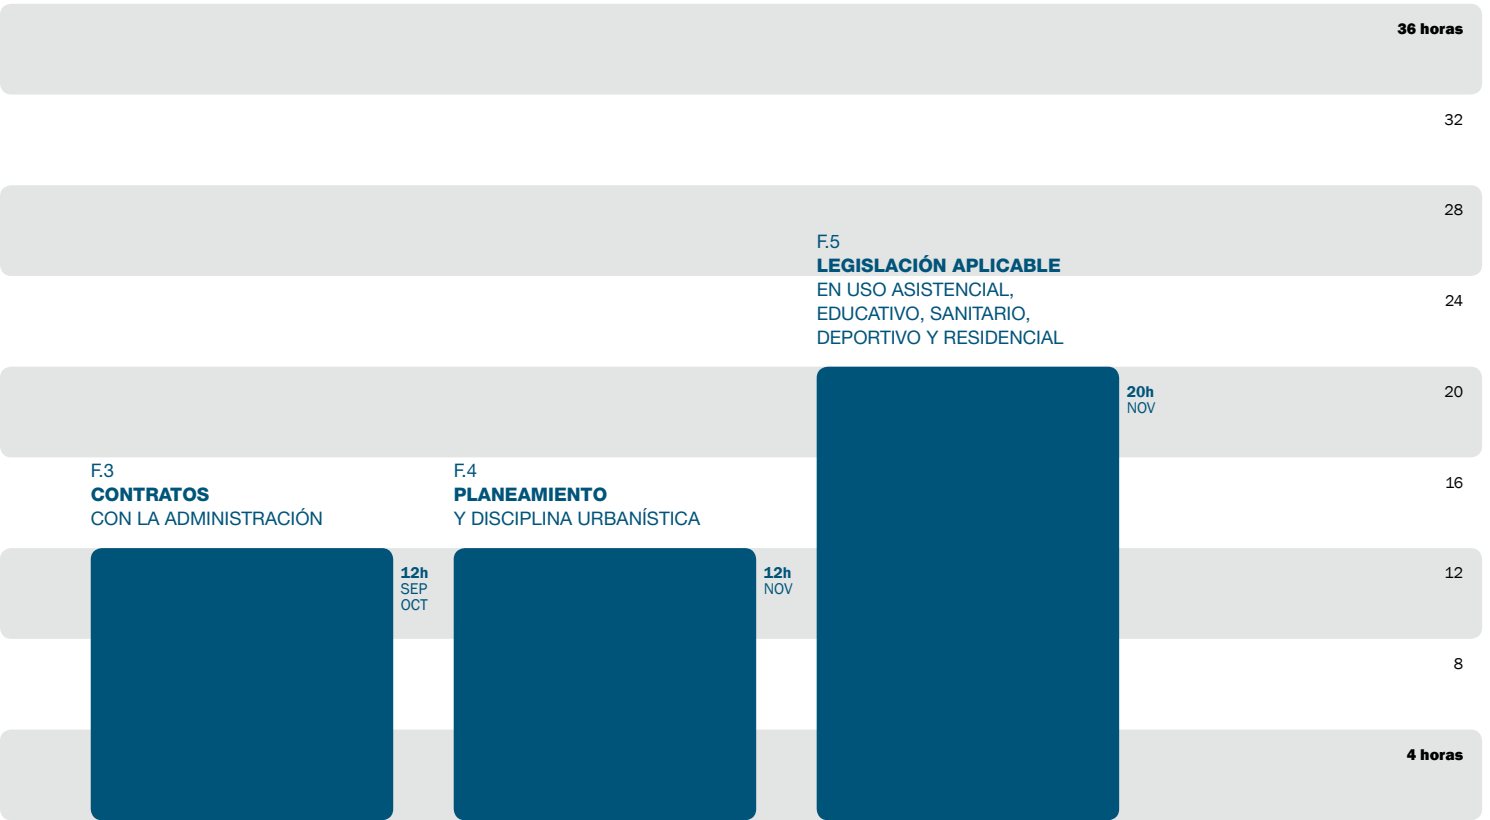 36 horas
32
28
F.5
LEGISLACIÓN APLICABLE
EN USO ASISTENCIAL,
EDUCATIVO, SANITARIO,
DEPORTIVO Y RESIDENCIAL
24
20h
NOV
20
F.3
CONTRATOS
CON LA ADMINISTRACIÓN
F.4
PLANEAMIENTO
Y DISCIPLINA URBANÍSTICA
16
12h
SEP
OCT
12h
NOV
12
8
4 horas